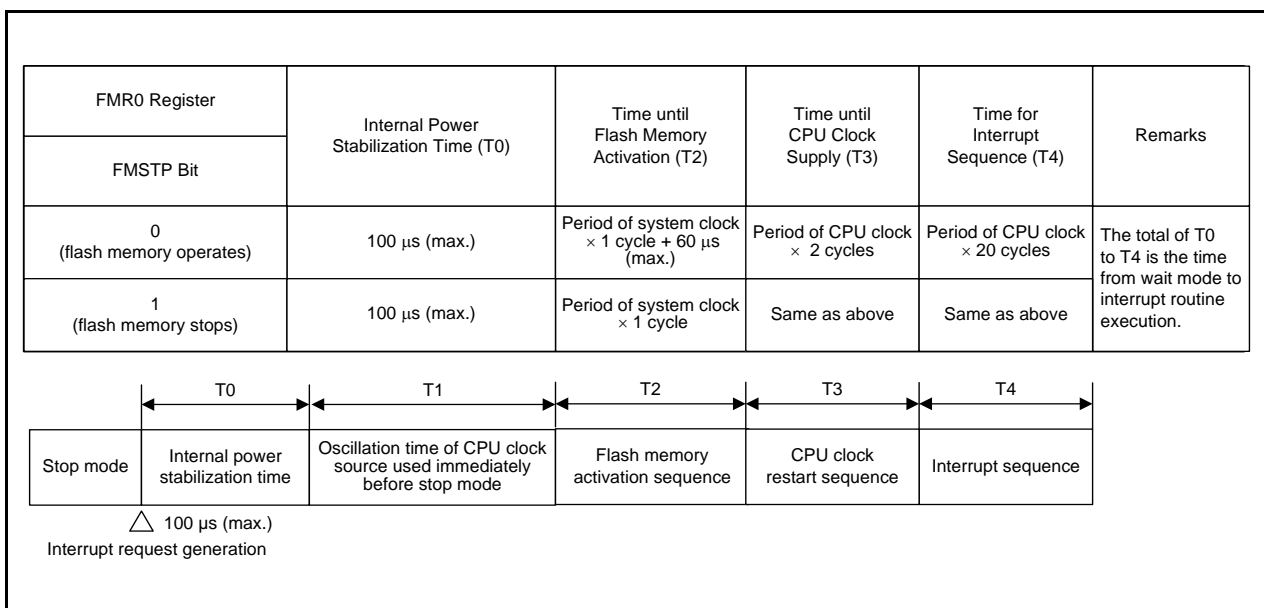 FMR0 Register
FMSTP Bit
Internal Power
Stabilization Time (T0)
Time until
Flash Memory
Activation (T2)
Time until
CPU Clock
Supply (T3)
Time for
Interrupt
Sequence (T4)
Remarks
0
(flash memory operates)
100 μs (max.)
Period of system clock
× 1 cycle + 60 μs
(max.)
Period of CPU clock
× 2 cycles
Period of CPU clock
× 20 cycles
The total of T0
to T4 is the time
from wait mode to
interrupt routine
execution.
1
(flash memory stops)
100 μs (max.)
Period of system clock
× 1 cycle
Same as above
Same as above
T0
T1
T2
T3
T4
Stop mode
Internal power
stabilization time
Oscillation time of CPU clock
source used immediately
before stop mode
Flash memory
activation sequence
CPU clock
restart sequence
Interrupt sequence
100 μs (max.)
Interrupt request generation